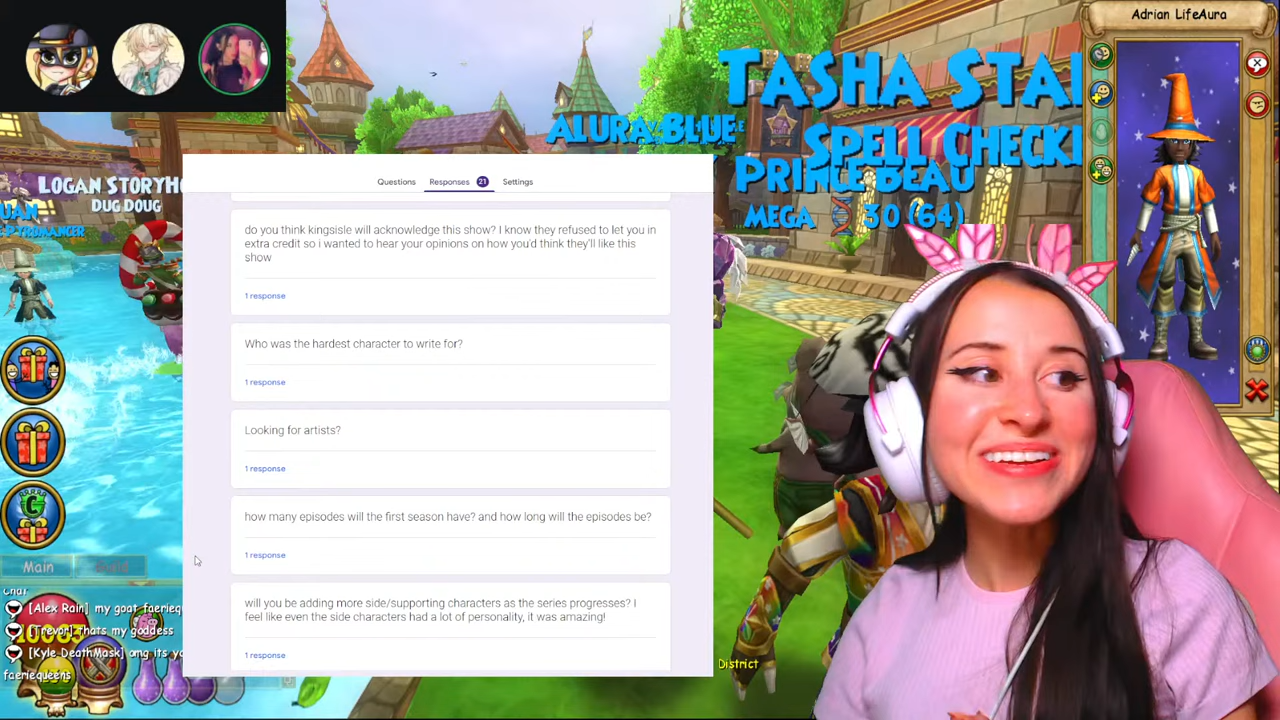 Adrian LifeAura
TASHA STA
ALURA BLUE
SPELL CHECK
PRINCE BEAU
MEGA 30 (64)
LOGAN STORYH
DUG DOUG
PYROMANCER
Questions Responses 21 Settings
do you think kingsisle will acknowledge this show? I know they refused to let you in
extra credit so i wanted to hear your opinions on how you'd think they'll like this
show
1 response
Who was the hardest character to write for?
1 response
Looking for artists?
1 response
how many episodes will the first season have? and how long will the episodes be?
1 response
will you be adding more side/supporting characters as the series progresses? I
feel like even the side characters had a lot of personality, it was amazing!
1 response
Main
Chat
[Alex Rain] my goat faerieq
[Trevor] thats my goddess
[Kyle DeathMask] omg its yo
faeriequeens
District